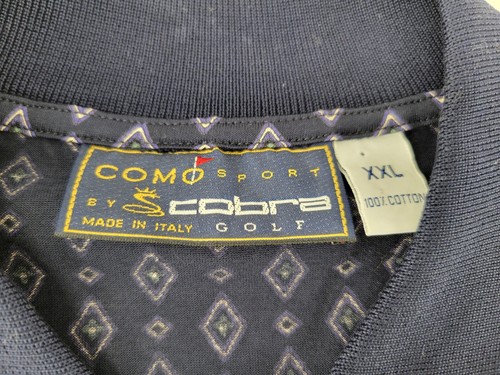 COMO SPORT
BY cobra
MADE IN ITALY GOLF
XXL
100% COTTON